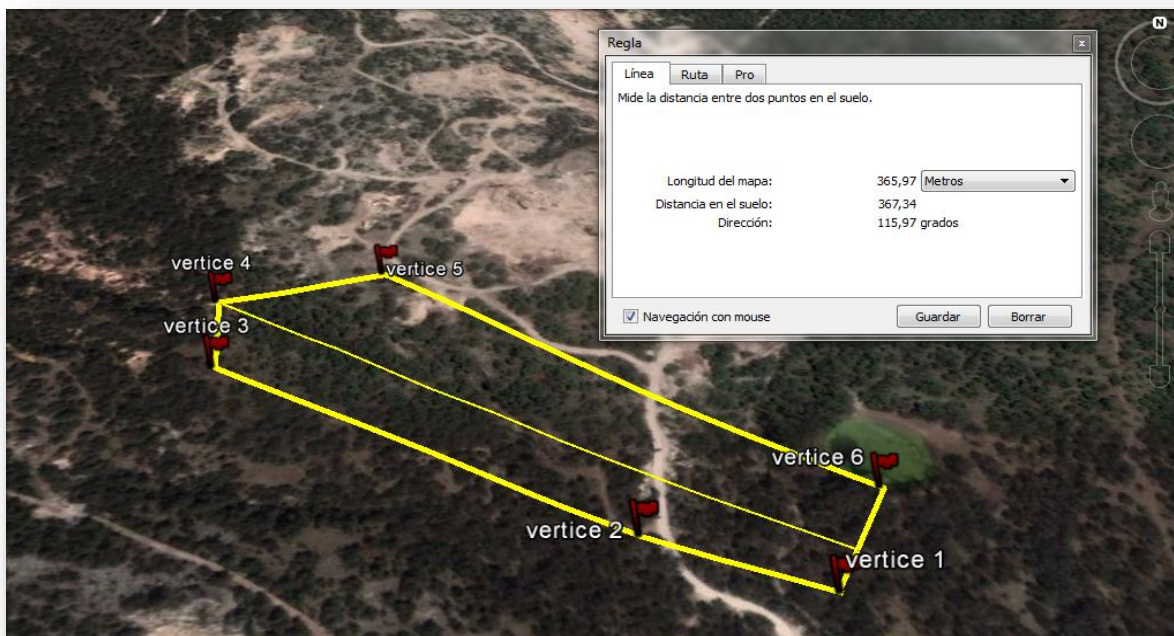 N
Regla
Línea Ruta Pro
Mide la distancia entre dos puntos en el suelo.
Longitud del mapa: 365,97 Metros
Distancia en el suelo: 367,34
Dirección: 115,97 grados
Navegación con mouse Guardar Borrar
vertice 4
vertice 5
vertice 3
vertice 6
vertice 2
vertice 1